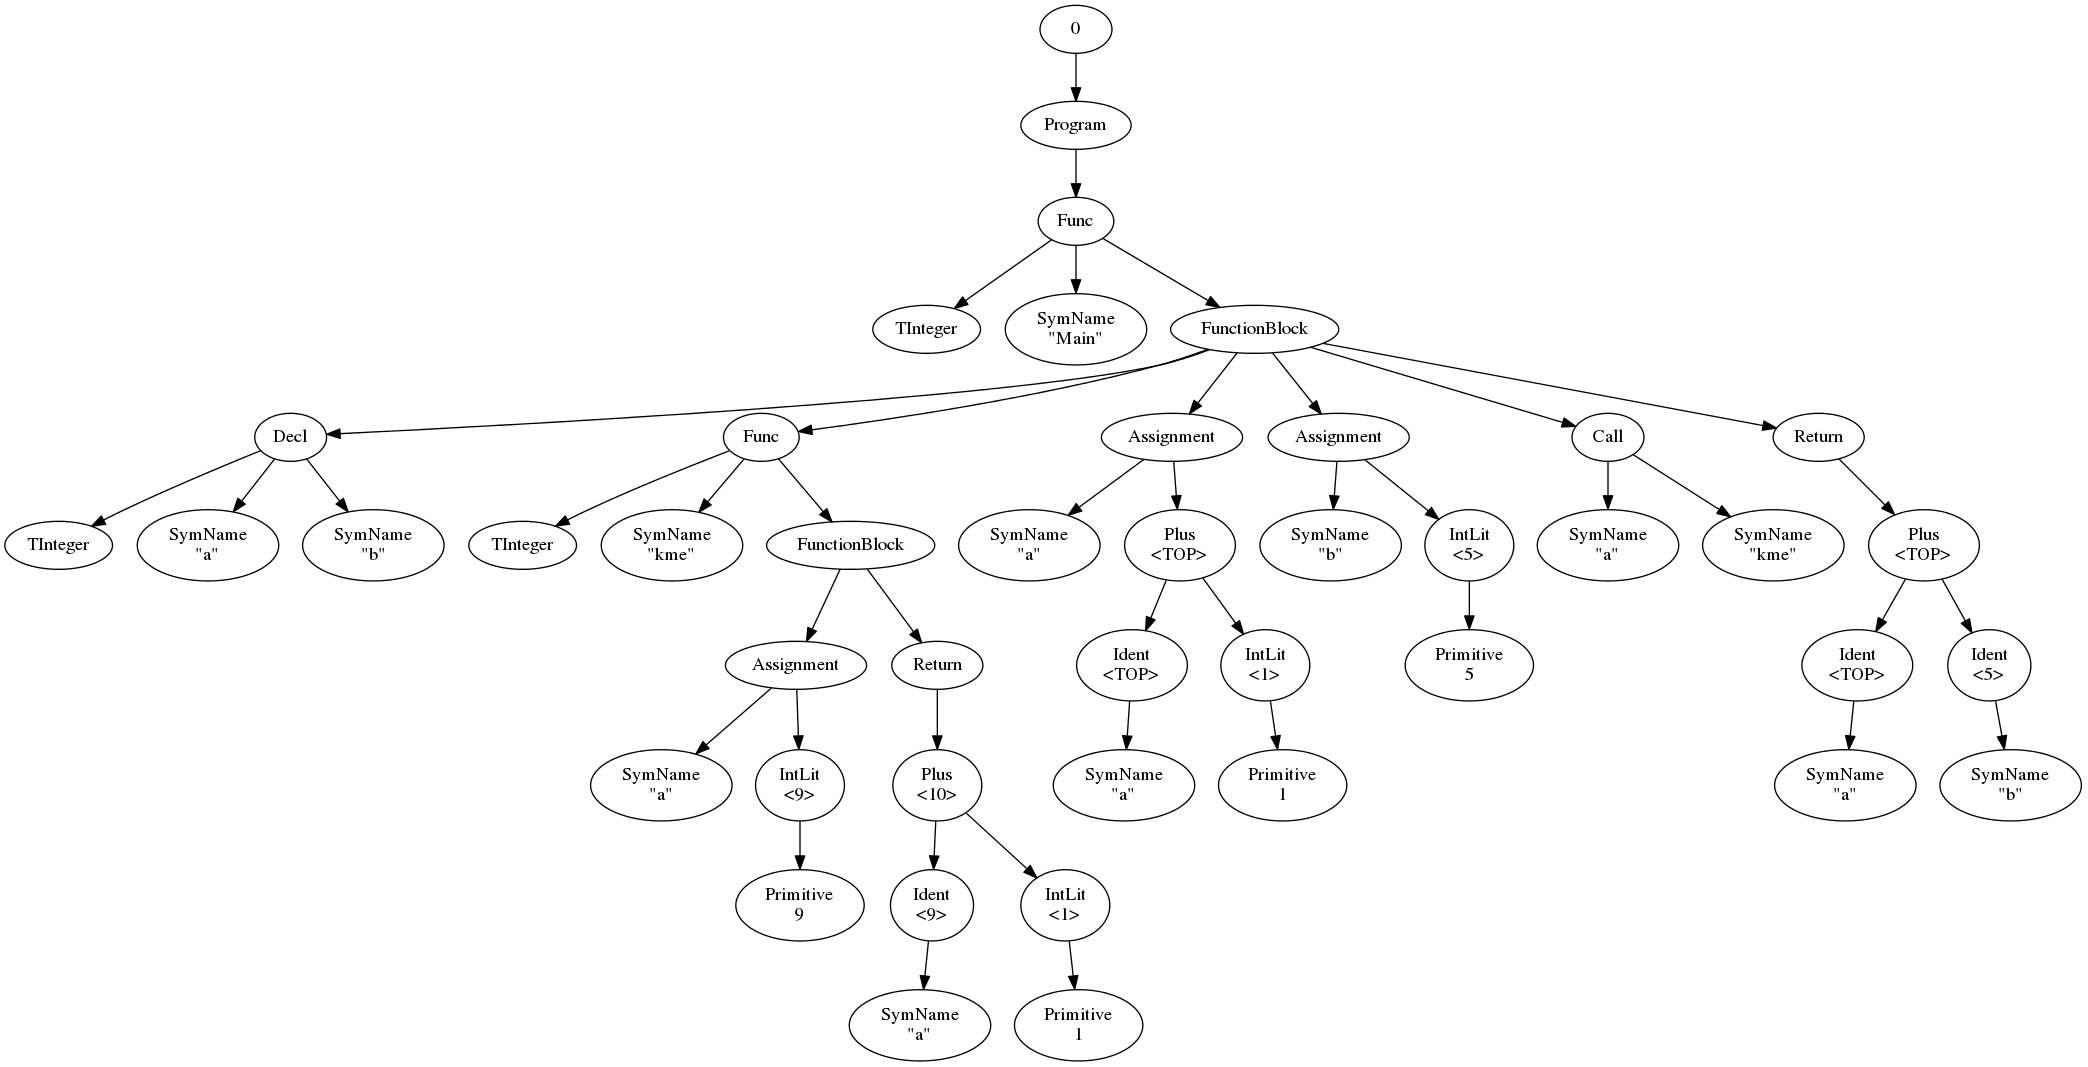 0
Program
Func
TInteger
SymName
"Main"
FunctionBlock
Decl
Func
Assignment
Assignment
Call
Return
TInteger
SymName
"a"
SymName
"b"
TInteger
SymName
"kme"
FunctionBlock
SymName
"a"
Plus
<TOP>
SymName
"b"
IntLit
<5>
SymName
"a"
SymName
"kme"
Plus
<TOP>
Assignment
Return
Ident
<TOP>
IntLit
<1>
Primitive
5
Ident
<TOP>
Ident
<5>
SymName
"a"
IntLit
<9>
Plus
<10>
SymName
"a"
Primitive
1
SymName
"a"
SymName
"b"
Primitive
9
Ident
<9>
IntLit
<1>
SymName
"a"
Primitive
1